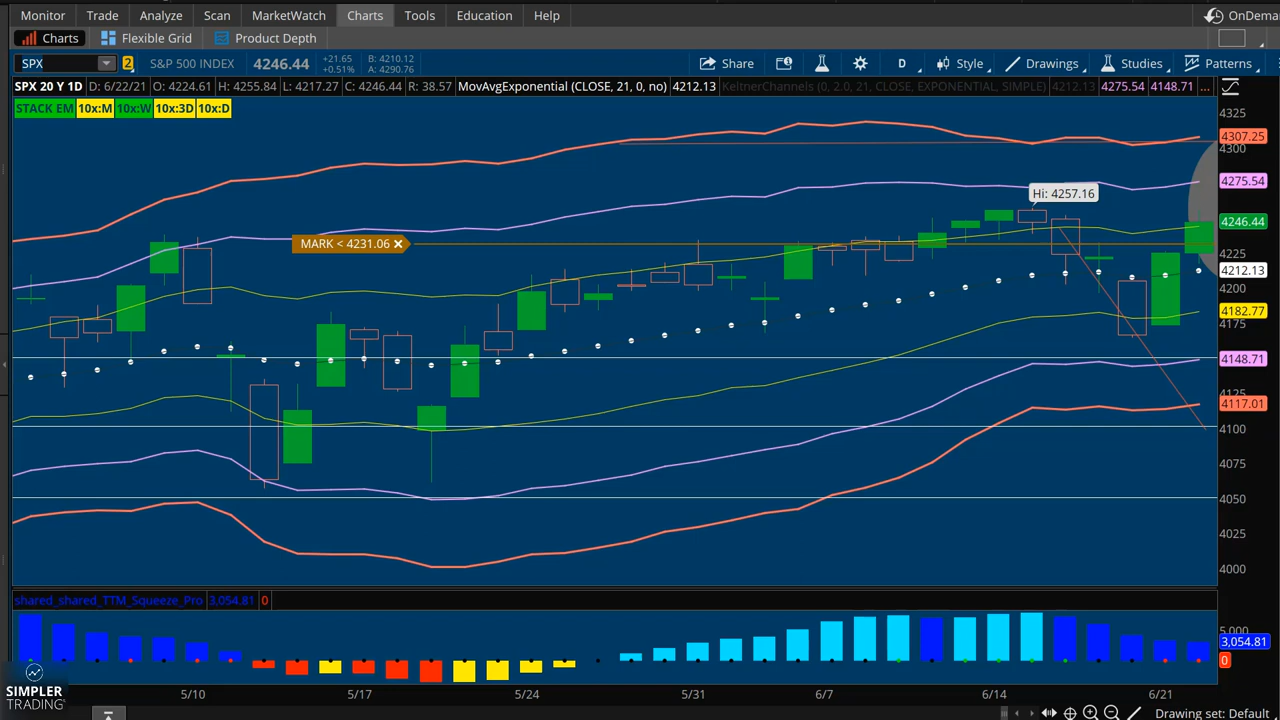 Monitor Trade Analyze Scan MarketWatch Charts Tools Education Help OnDema
Charts Flexible Grid Product Depth
SPX 2 S&P 500 INDEX 4246.44 +21.65 +0.51% B: 4210.12 A: 4290.76 Share D Style Drawings Studies Patterns
SPX 20 Y 1D D: 6/22/21 O: 4224.61 H: 4255.84 L: 4217.27 C: 4246.44 R: 38.57 MovAvgExponential (CLOSE, 21, 0, no) 4212.13 KeltnerChannels (0, 2.0, 21, CLOSE, EXPONENTIAL, SIMPLE) 4212.13 4275.54 4148.71 ...
STACK EM 10x:M 10x:W 10x:3D 10x:D
4325
4307.25
4300
4275.54
Hi: 4257.16
4246.44
MARK < 4231.06
4225
4212.13
4200
4182.77
4175
4148.71
4125
4117.01
4100
4075
4050
4025
4000
shared_shared_TTM_Squeeze_Pro 3,054.81 0
5,000
3,054.81
0
SIMPLER
TRADING
5/10 5/17 5/24 5/31 6/7 6/14 6/21
Drawing set: Default